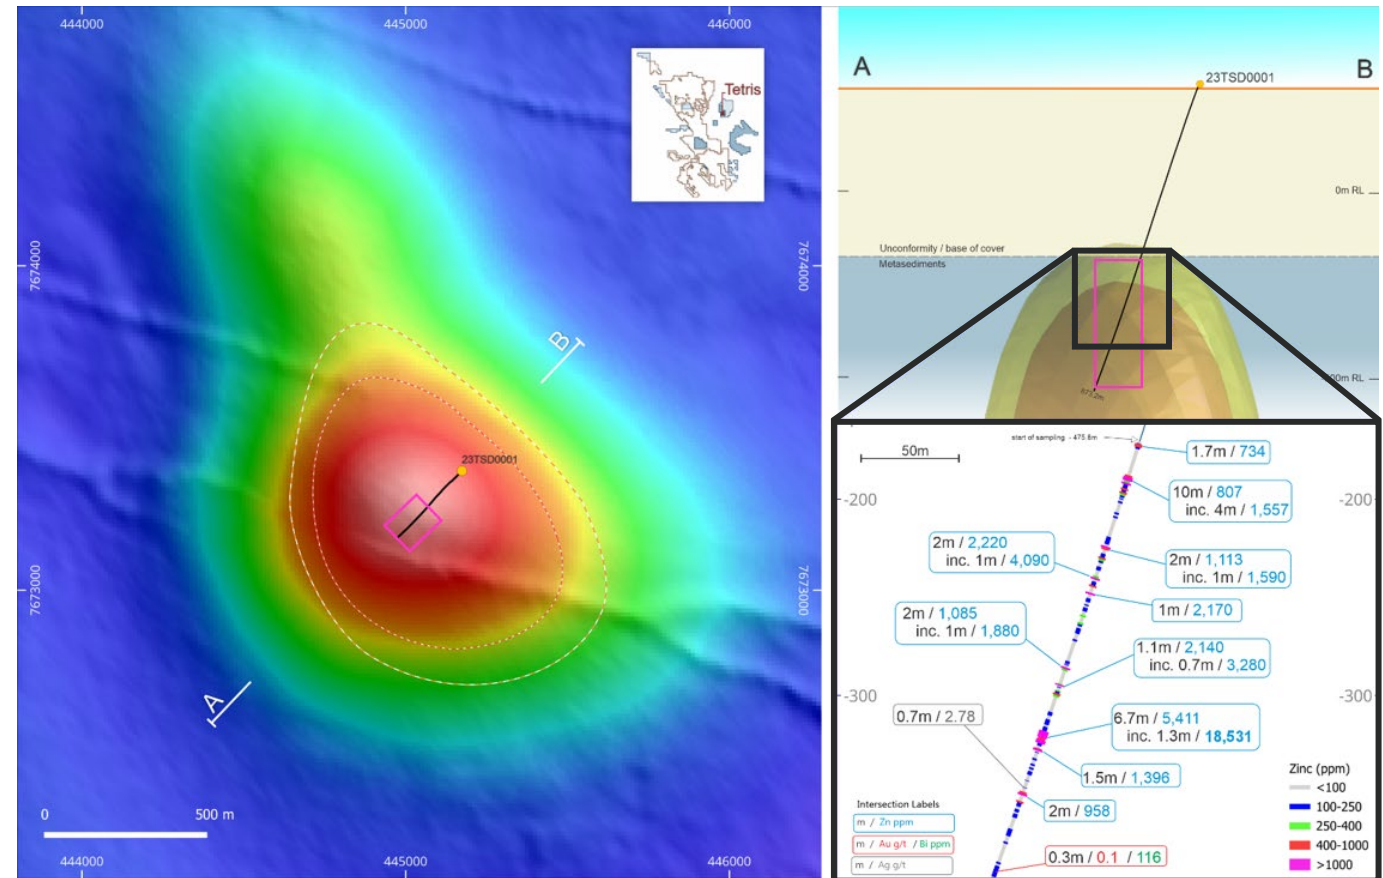 444000
445000
446000
Tetris
7674000
7674000
B
23TSD0001
7673000
7673000
A
0
500 m
444000
445000
446000
A
B
23TSD0001
0m RL
Unconformity / base of cover
Metasediments
00m RL
873.2m
start of sampling - 475.8m
50m
1.7m / 734
-200
-200
10m / 807
inc. 4m / 1,557
2m / 2,220
inc. 1m / 4,090
2m / 1,113
inc. 1m / 1,590
1m / 2,170
2m / 1,085
inc. 1m / 1,880
1.1m / 2,140
inc. 0.7m / 3,280
-300
-300
0.7m / 2.78
6.7m / 5,411
inc. 1.3m / 18,531
1.5m / 1,396
2m / 958
0.3m / 0.1 / 116
Intersection Labels
m / Zn ppm
m / Au g/t / Bi ppm
m / Ag g/t
Zinc (ppm)
<100
100-250
250-400
400-1000
>1000